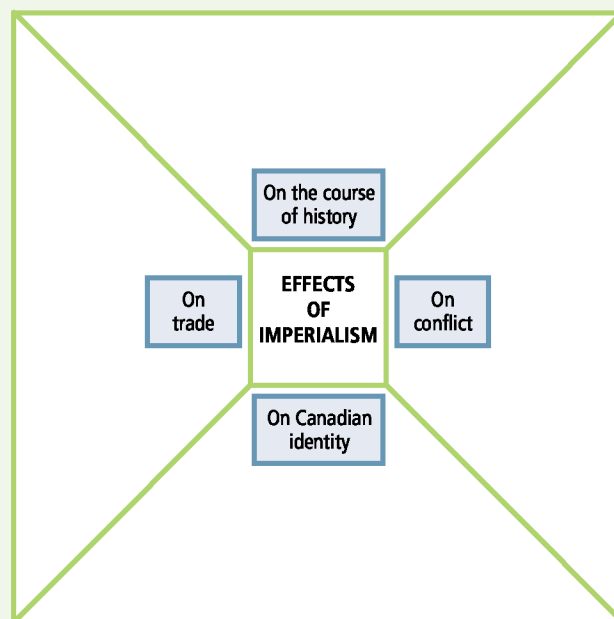 On the course
of history
On
trade
EFFECTS
OF
IMPERIALISM
On
conflict
On Canadian
identity